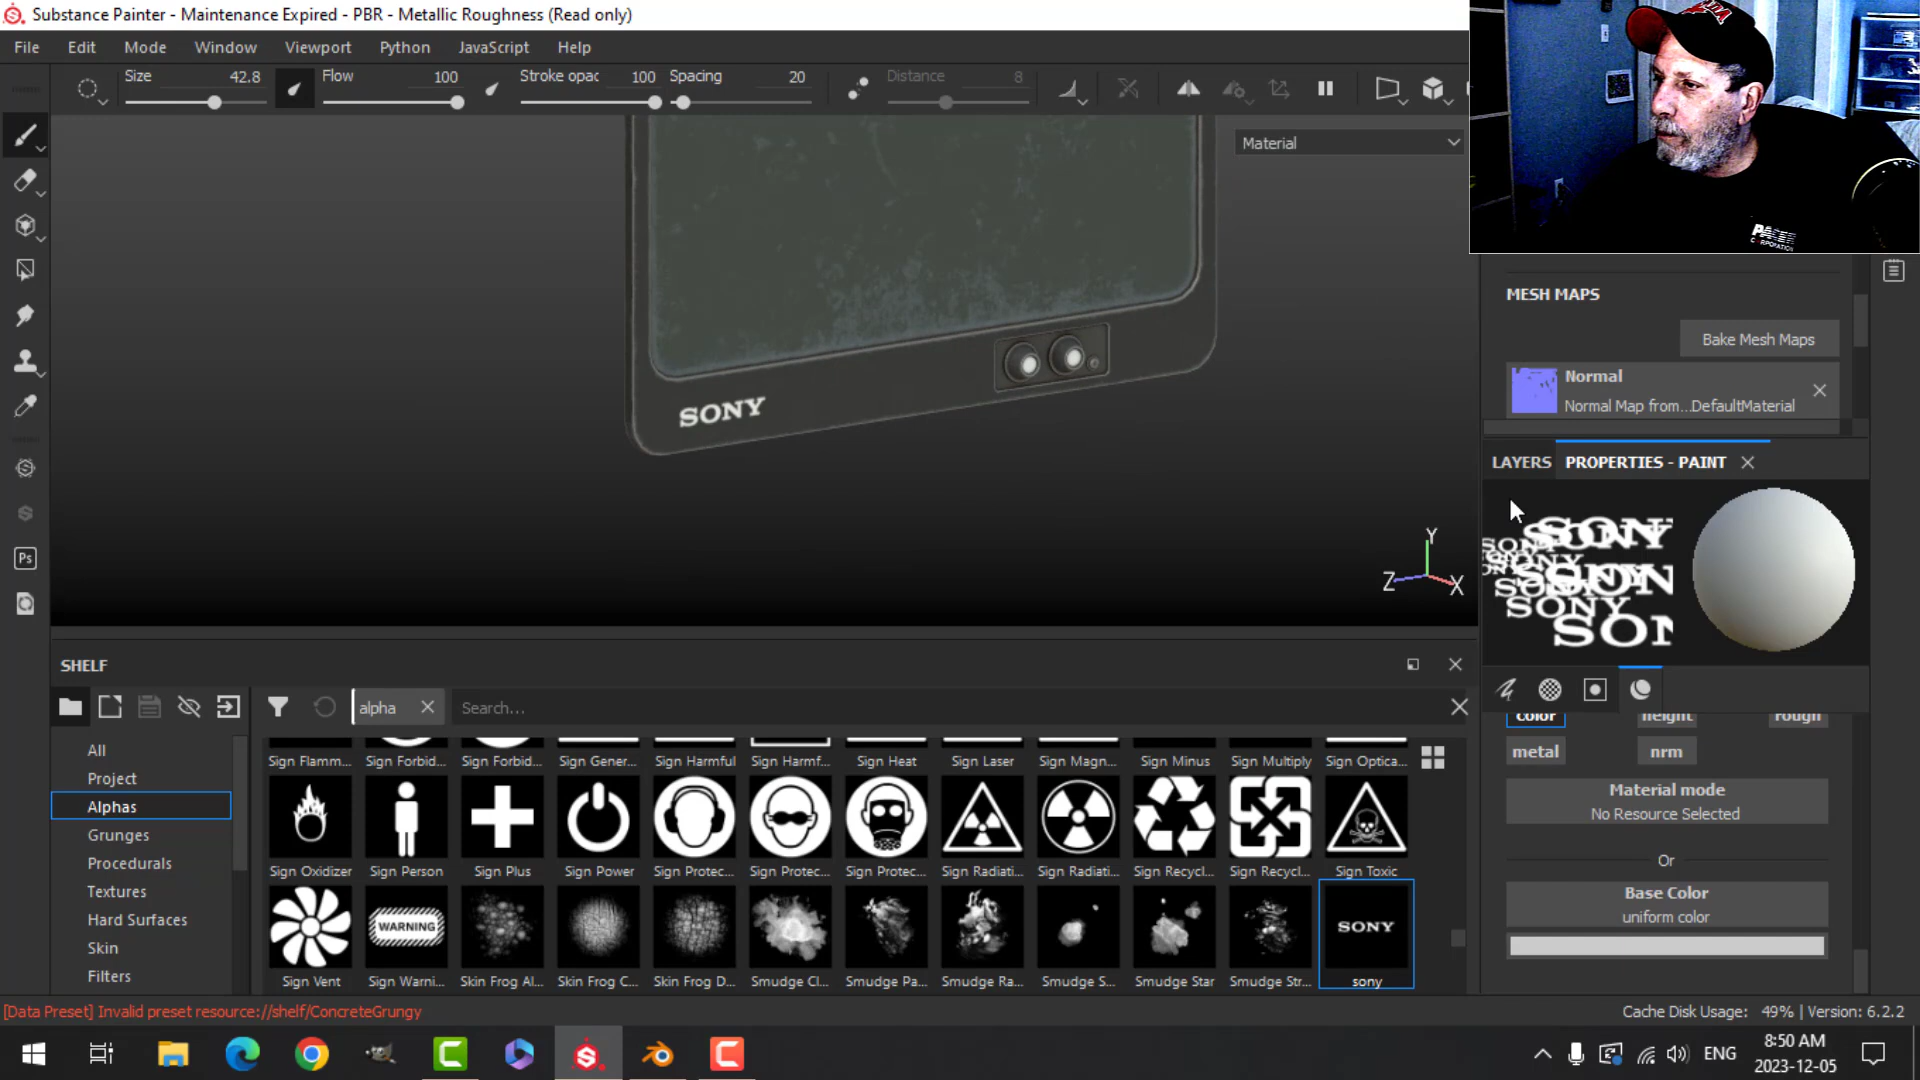 Substance Painter - Maintenance Expired - PBR - Metallic Roughness (Read only)
File Edit Mode Window Viewport Python JavaScript Help
Size 42.8 Flow 100 Stroke opac 100 Spacing 20 Distance 8
Material
SONY
Y
Z
X
MESH MAPS
Bake Mesh Maps
Normal
Normal Map from...DefaultMaterial
LAYERS PROPERTIES - PAINT
SONY
color height rough
metal nrm
Material mode
No Resource Selected
Or
Base Color
uniform color
SHELF
alpha Search...
All
Project
Alphas
Grunges
Procedurals
Textures
Hard Surfaces
Skin
Filters
Sign Flamm... Sign Forbid... Sign Forbid... Sign Gener... Sign Harmful Sign Harmf... Sign Heat Sign Laser Sign Magn... Sign Minus Sign Multiply Sign Optica...
Sign Oxidizer Sign Person Sign Plus Sign Power Sign Protec... Sign Protec... Sign Protec... Sign Radiati... Sign Radiati... Sign Recycl... Sign Recycl... Sign Toxic
WARNING SONY
Sign Vent Sign Warni... Skin Frog Al... Skin Frog C... Skin Frog D... Smudge Cl... Smudge Pa... Smudge Ra... Smudge S... Smudge Star Smudge Str... sony
[Data Preset] Invalid preset resource://shelf/ConcreteGrungy
Cache Disk Usage: 49% | Version: 6.2.2
Ps
ENG
8:50 AM
2023-12-05